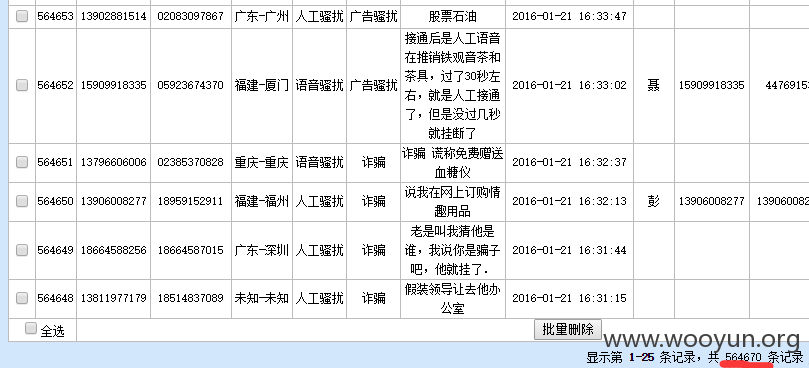 564653 13902881514 02083097867 广东-广州 人工骚扰 广告骚扰 股票石油 2016-01-21 16:33:47
接通后是人工语音
在推销铁观音茶和
茶具，过了30秒左
564652 15909918335 05923674370 福建-厦门 语音骚扰 广告骚扰 右，就是人工接通 2016-01-21 16:33:02 聂 15909918335 4476915
了，但是没过几秒
就挂断了
564651 13796606006 02385370828 重庆-重庆 语音骚扰 诈骗 诈骗 谎称免费赠送 2016-01-21 16:32:37
血糖仪
564650 13906008277 18959152911 福建-福州 人工骚扰 诈骗 说我在网上订购情 2016-01-21 16:32:13 彭 13906008277 139060082
趣用品
老是叫我猜他是
564649 18664588256 18664587015 广东-深圳 人工骚扰 诈骗 谁，我说你是骗子 2016-01-21 16:31:44
吧，他就挂了.
564648 13811977179 18514837089 未知-未知 人工骚扰 诈骗 假装领导让去他办 2016-01-21 16:31:15
公室
全选 批量删除
www.wooyun.org
显示第 1-25 条记录，共 564670 条记录